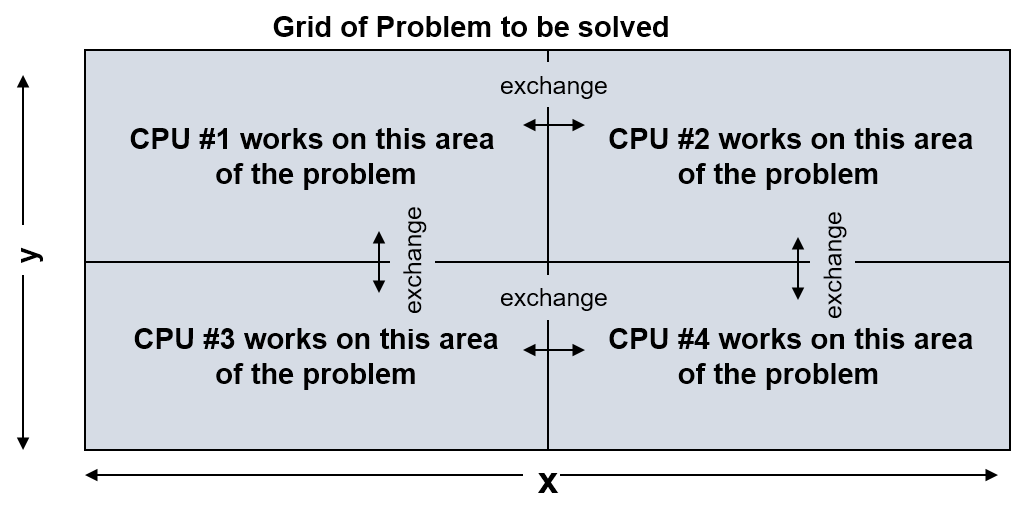 Grid of Problem to be solved
exchange
CPU #1 works on this area
of the problem
CPU #2 works on this area
of the problem
exchange
exchange
y
exchange
CPU #3 works on this area
of the problem
CPU #4 works on this area
of the problem
x